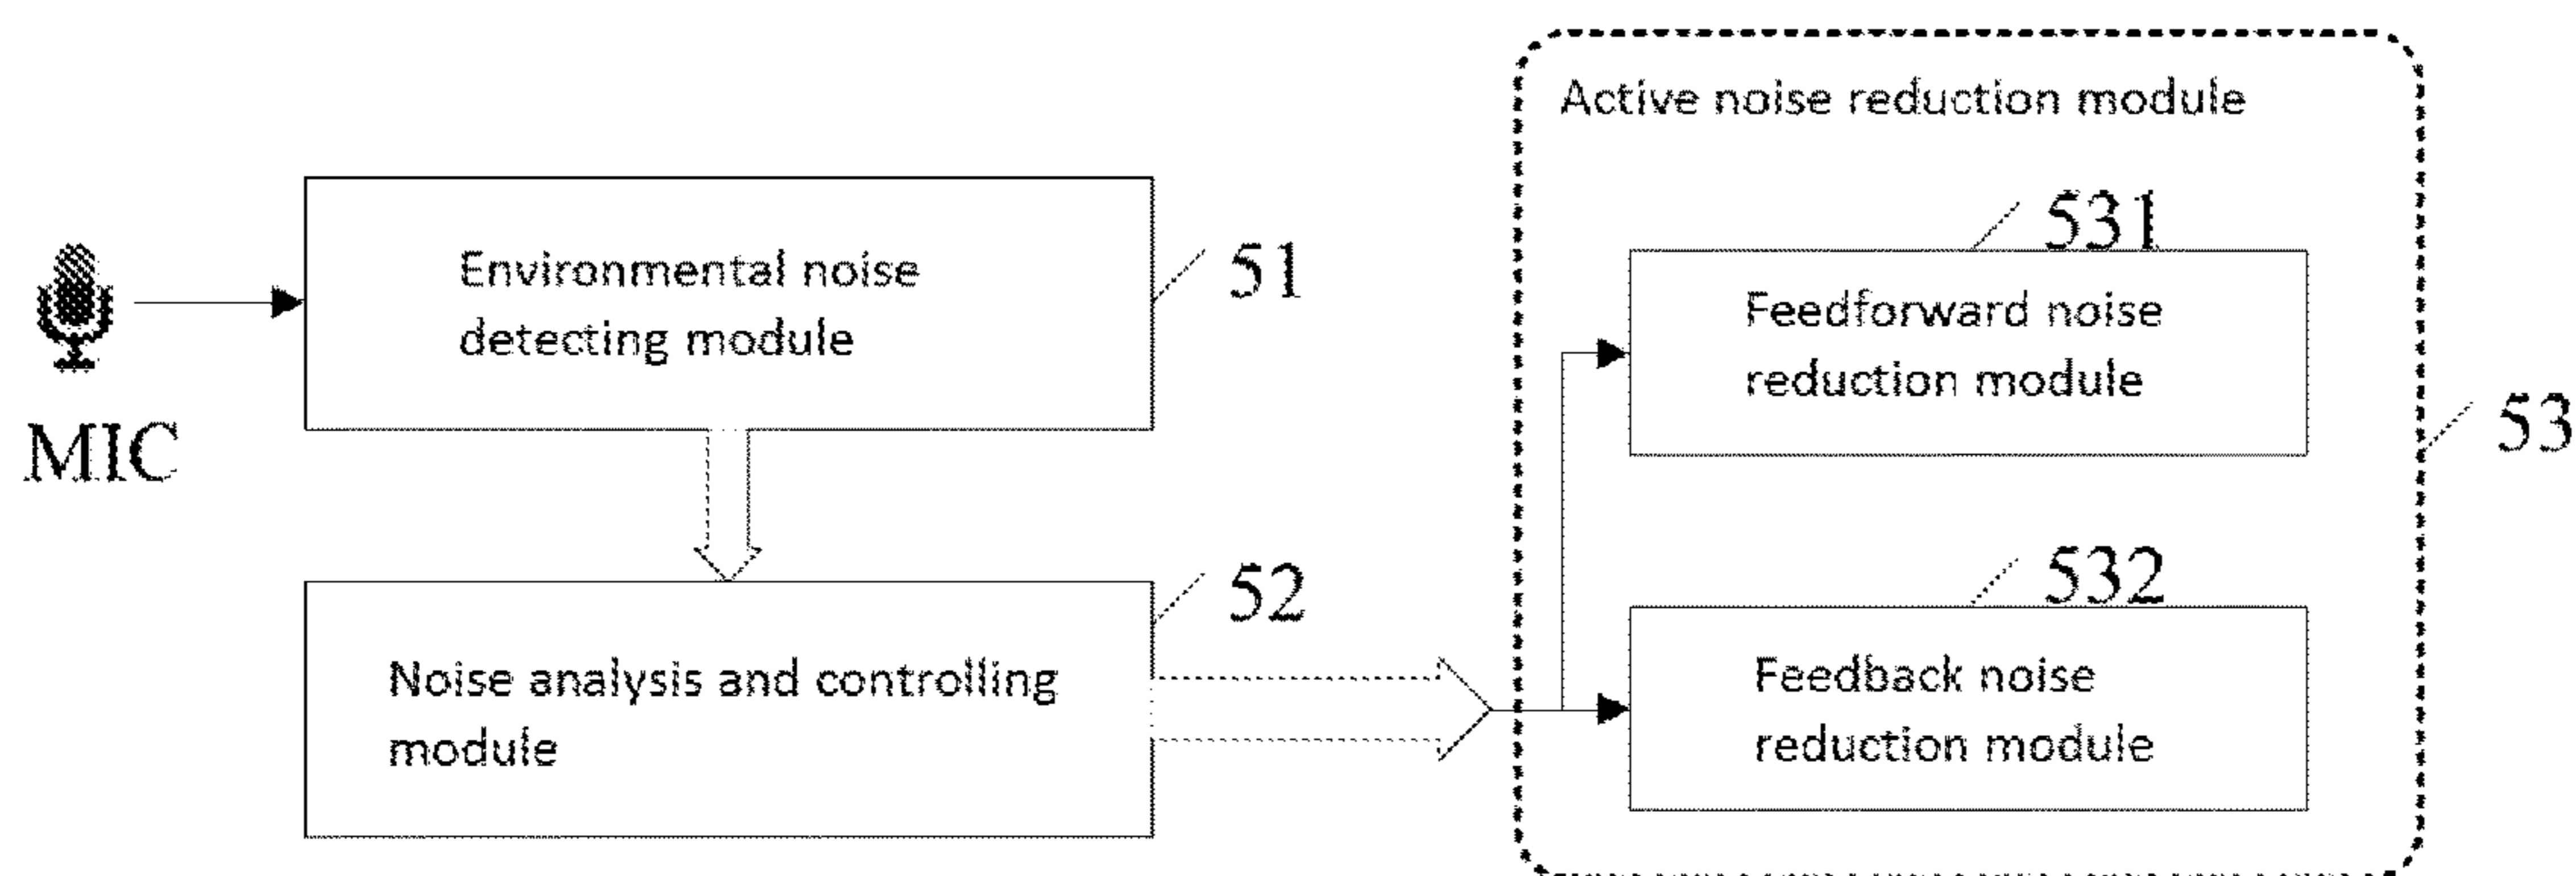 Active noise reduction module
531
Environmental noise
detecting module
51
Feedforward noise
reduction module
MIC
53
52
532
Noise analysis and controlling
module
Feedback noise
reduction module